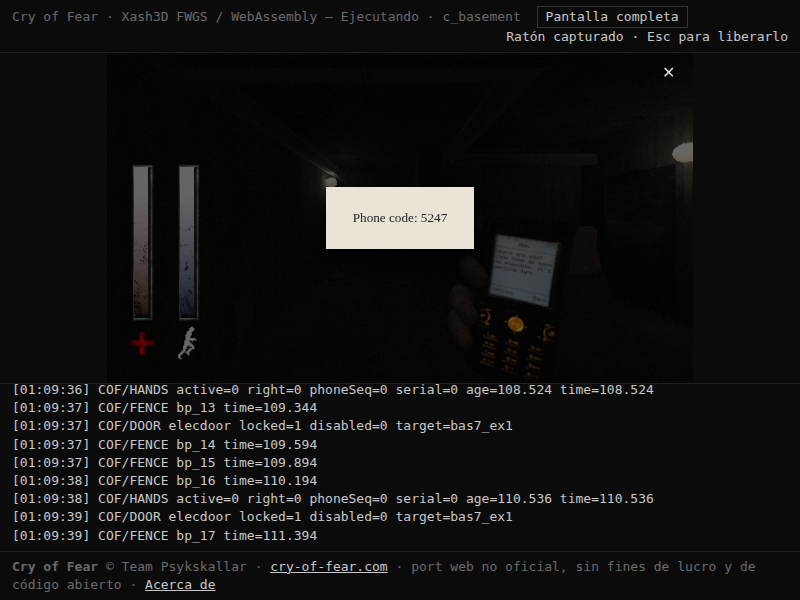 Cry of Fear · Xash3D FWGS / WebAssembly — Ejecutando · c_basement
Pantalla completa
Ratón capturado · Esc para liberarlo
×
Phone code: 5247
[01:09:36] COF/HANDS active=0 right=0 phoneSeq=0 serial=0 age=108.524 time=108.524
[01:09:37] COF/FENCE bp_13 time=109.344
[01:09:37] COF/DOOR elecdoor locked=1 disabled=0 target=bas7_ex1
[01:09:37] COF/FENCE bp_14 time=109.594
[01:09:37] COF/FENCE bp_15 time=109.894
[01:09:38] COF/FENCE bp_16 time=110.194
[01:09:38] COF/HANDS active=0 right=0 phoneSeq=0 serial=0 age=110.536 time=110.536
[01:09:39] COF/DOOR elecdoor locked=1 disabled=0 target=bas7_ex1
[01:09:39] COF/FENCE bp_17 time=111.394
Cry of Fear © Team Psykskallar · cry-of-fear.com · port web no oficial, sin fines de lucro y de
código abierto · Acerca de